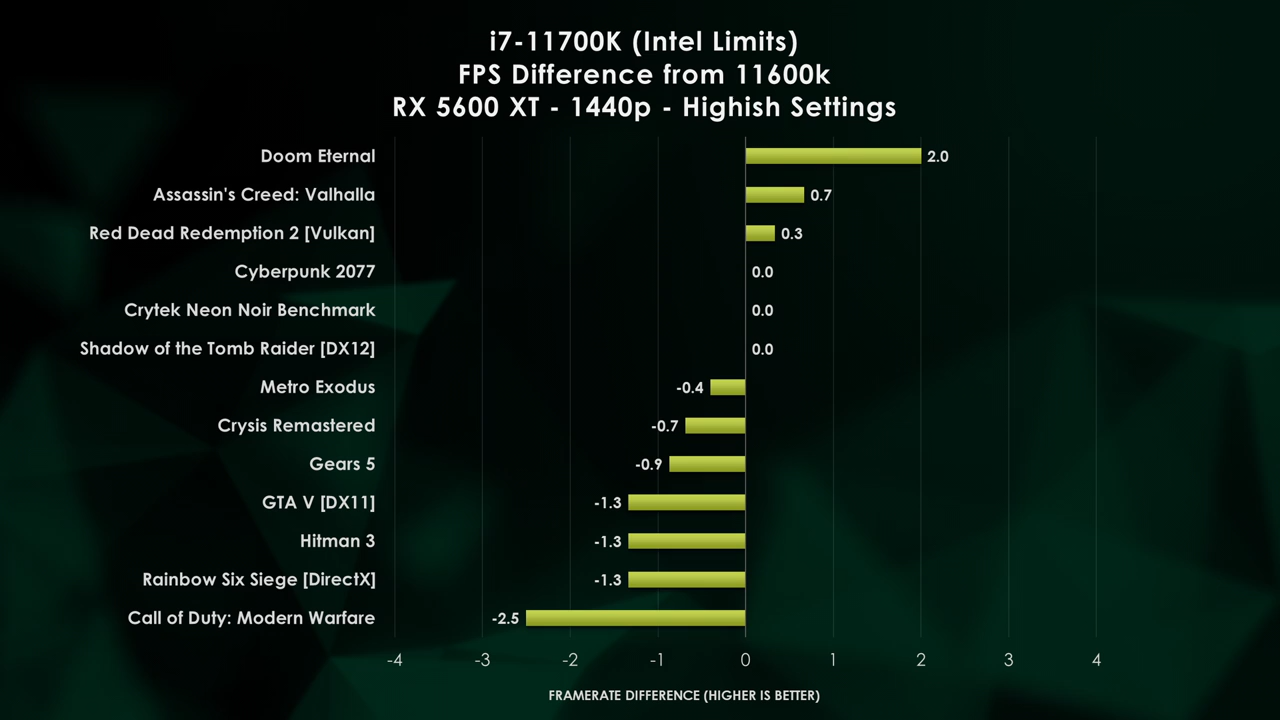 i7-11700K (Intel Limits)
FPS Difference from 11600k
RX 5600 XT - 1440p - Highish Settings
Doom Eternal 2.0
Assassin's Creed: Valhalla 0.7
Red Dead Redemption 2 [Vulkan] 0.3
Cyberpunk 2077 0.0
Crytek Neon Noir Benchmark 0.0
Shadow of the Tomb Raider [DX12] 0.0
Metro Exodus -0.4
Crysis Remastered -0.7
Gears 5 -0.9
GTA V [DX11] -1.3
Hitman 3 -1.3
Rainbow Six Siege [DirectX] -1.3
Call of Duty: Modern Warfare -2.5
-4 -3 -2 -1 0 1 2 3 4
FRAMERATE DIFFERENCE (HIGHER IS BETTER)